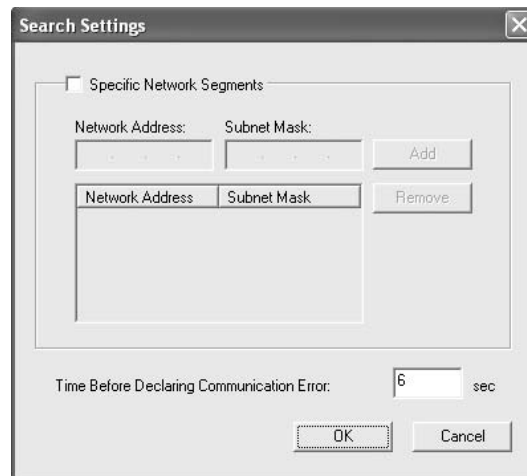 Search Settings
Specific Network Segments
Network Address: Subnet Mask:
Add
Network Address Subnet Mask
Remove
Time Before Declaring Communication Error: 6 sec
OK Cancel